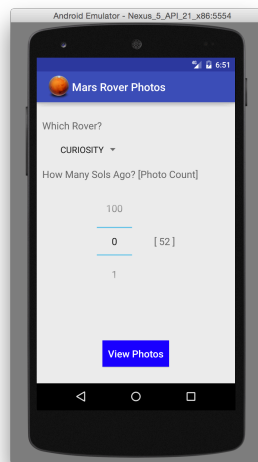 Android Emulator - Nexus_5_API_21_x86:5554
6:51
Mars Rover Photos
Which Rover?
CURIOSITY
How Many Sols Ago? [Photo Count]
100
0 [ 52 ]
1
View Photos